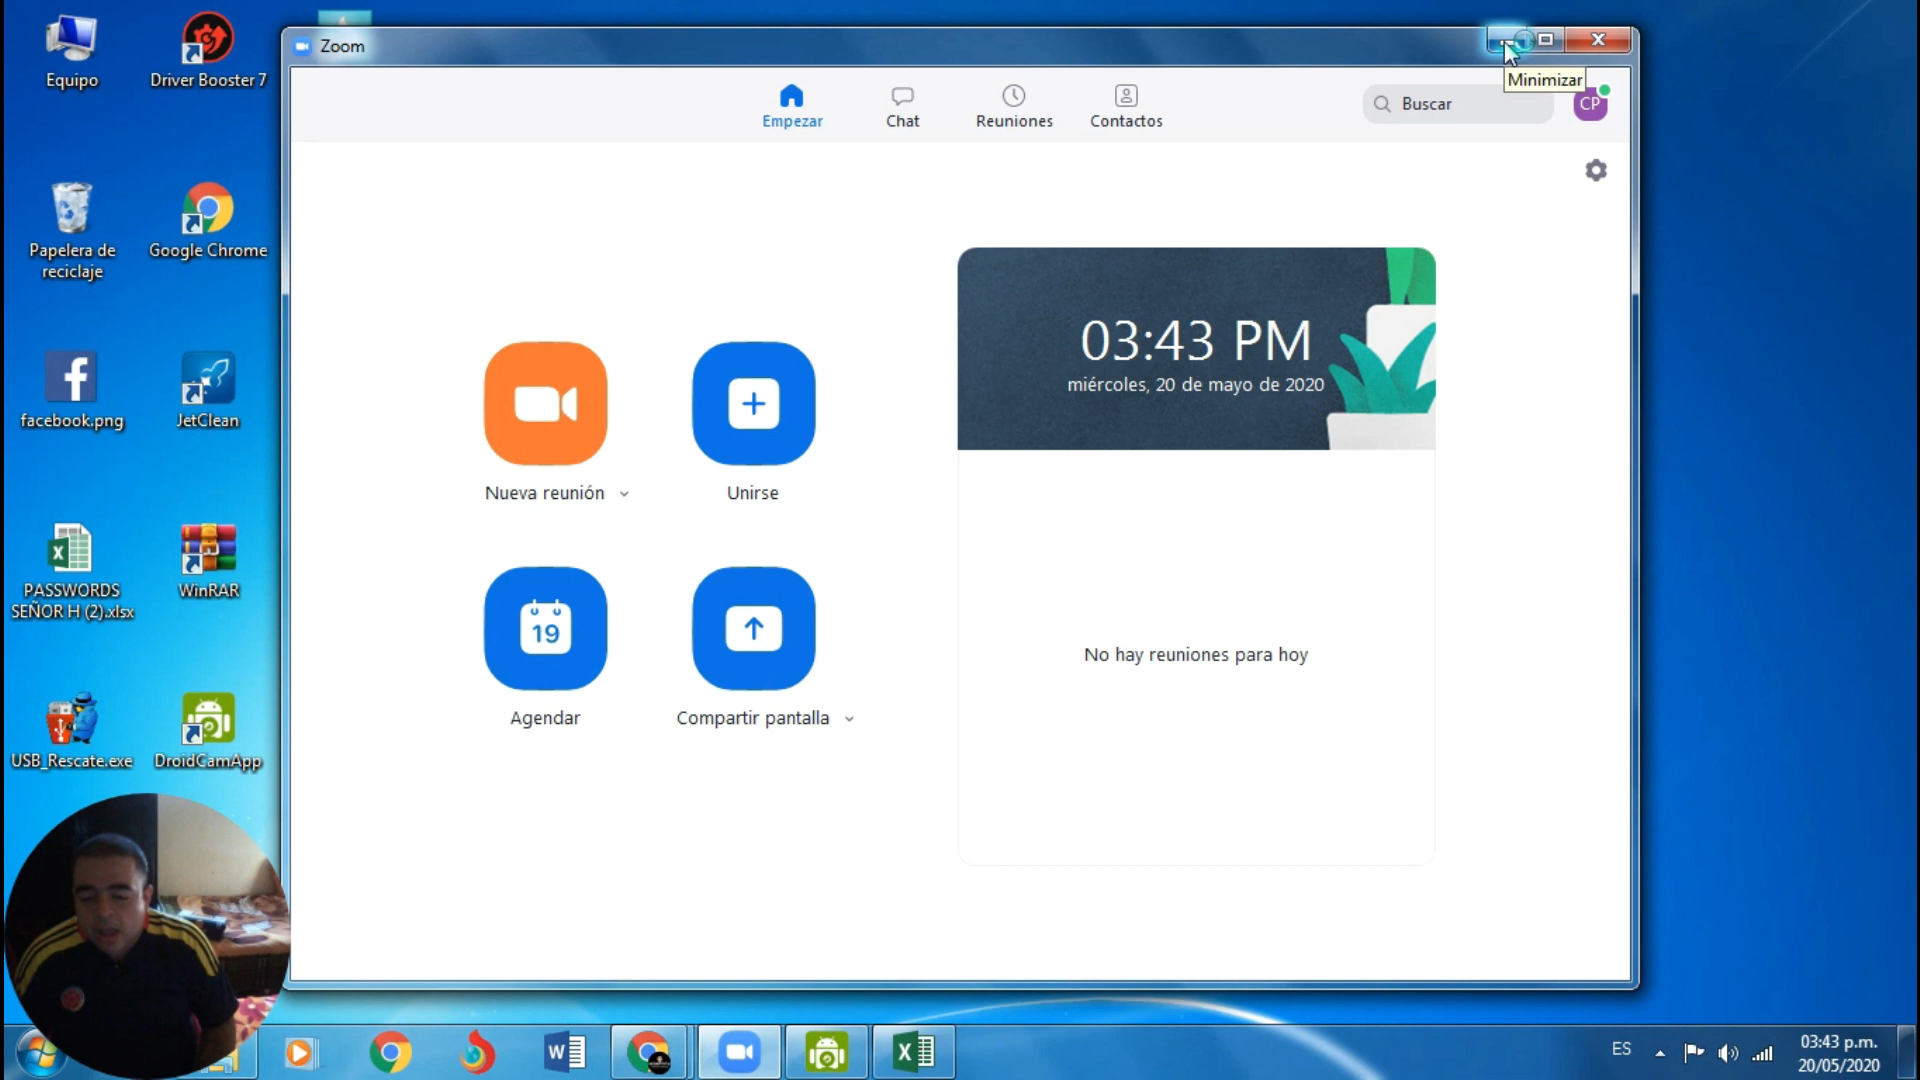 Equipo
Driver Booster 7
Papelera de
reciclaje
Google Chrome
facebook.png
JetClean
PASSWORDS
SEÑOR H (2).xlsx
WinRAR
USB_Rescate.exe
DroidCamApp
Zoom
Minimizar
Empezar
Chat
Reuniones
Contactos
Buscar
CP
03:43 PM
miércoles, 20 de mayo de 2020
Nueva reunión
Unirse
19
Agendar
Compartir pantalla
No hay reuniones para hoy
ES
03:43 p.m.
20/05/2020